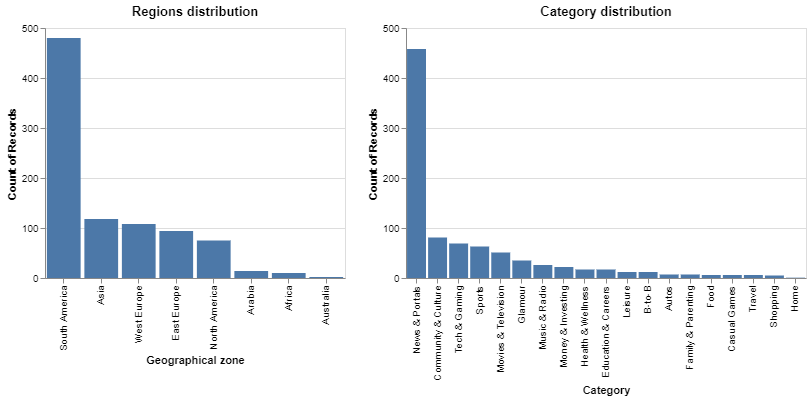 Regions distribution
Count of Records
500
400
300
200
100
0
South America
Asia
West Europe
East Europe
North America
Arabia
Africa
Australia
Geographical zone
Category distribution
Count of Records
500
400
300
200
100
0
News & Portals
Community & Culture
Tech & Gaming
Sports
Movies & Television
Glamour
Music & Radio
Money & Investing
Health & Wellness
Education & Careers
Leisure
B-to-B
Autos
Family & Parenting
Food
Casual Games
Travel
Shopping
Home
Category